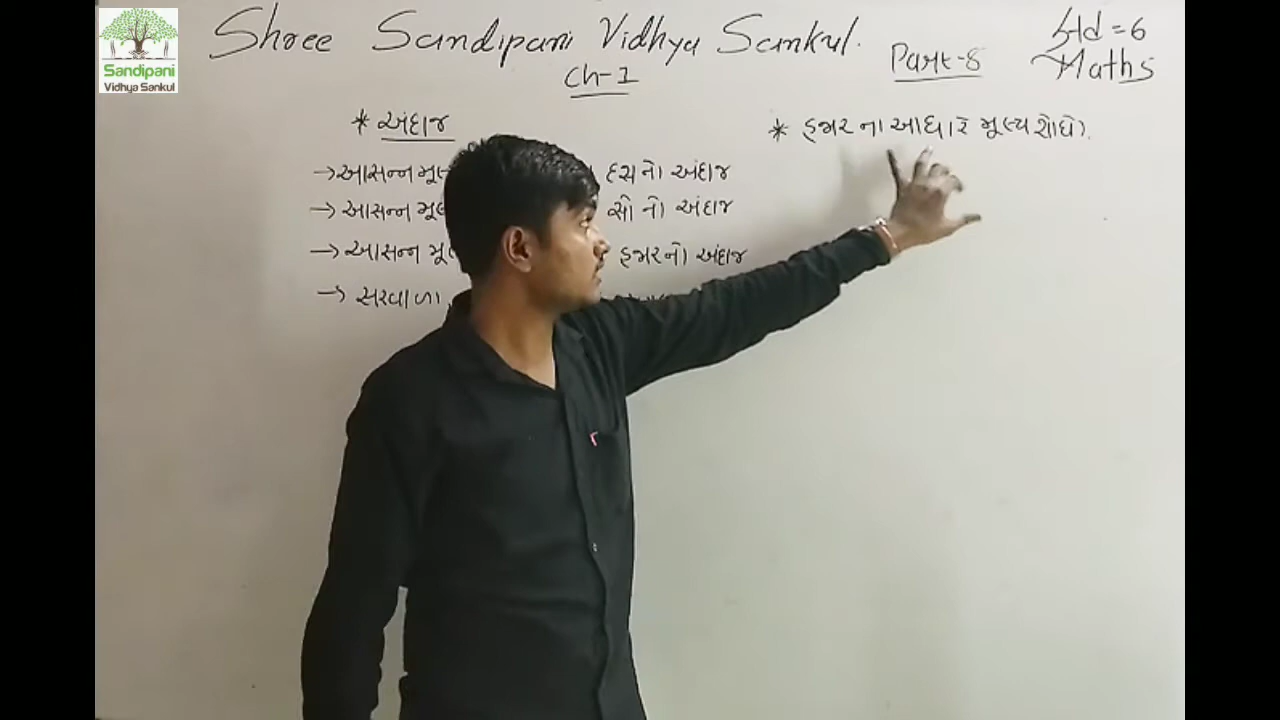 Sandipani
Vidhya Sankul
Shree Sandipani Vidhya Sankul.
Std = 6
Maths
Part-8
Ch-1
* અંદાજ
→ આસન્ન દસ નો અંદાજ
→ આસન્ન સો નો અંદાજ
→ આસન્ન હજારનો અંદાજ
→ સરવાળા
* હજાર ના આધારે મૂલ્ય શોધો.